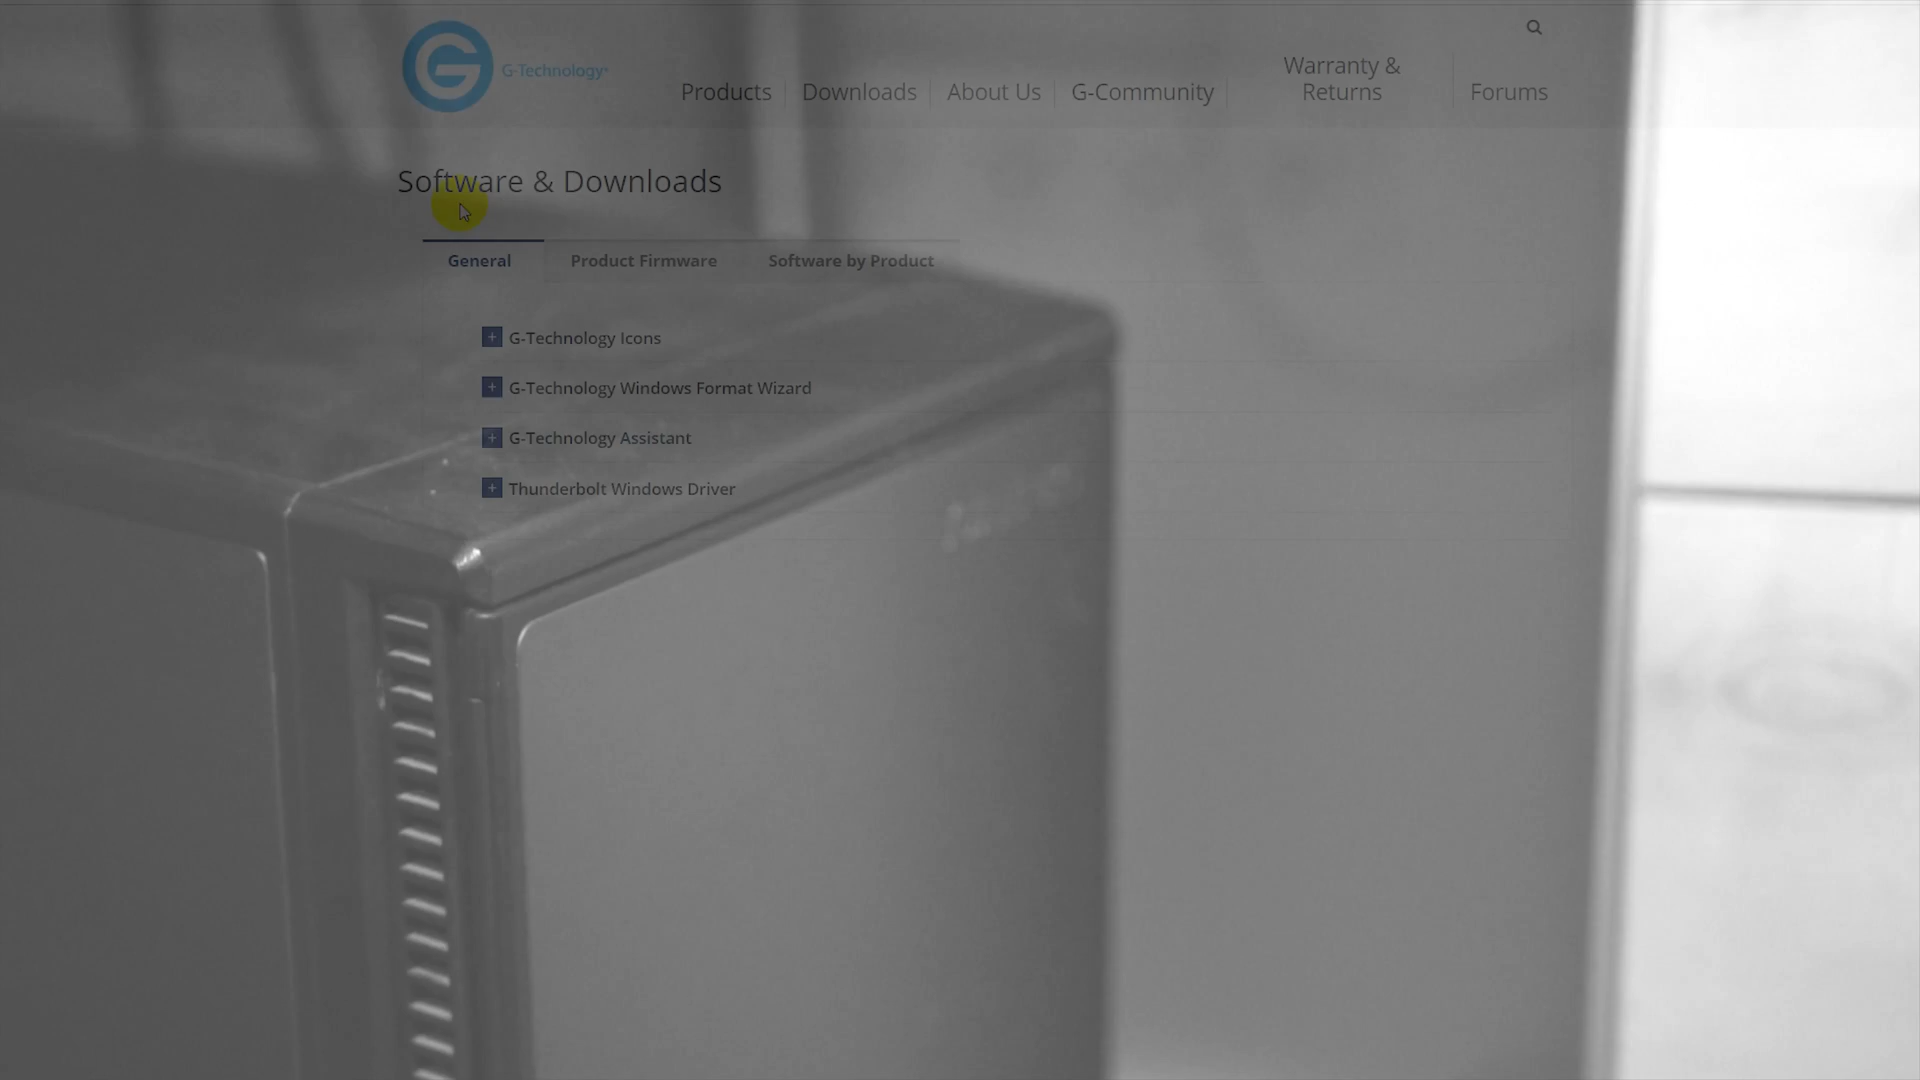 G-Technology
Products
Downloads
About Us
G-Community
Warranty &
Returns
Forums
Software & Downloads
General
Product Firmware
Software by Product
G-Technology Icons
G-Technology Windows Format Wizard
G-Technology Assistant
Thunderbolt Windows Driver